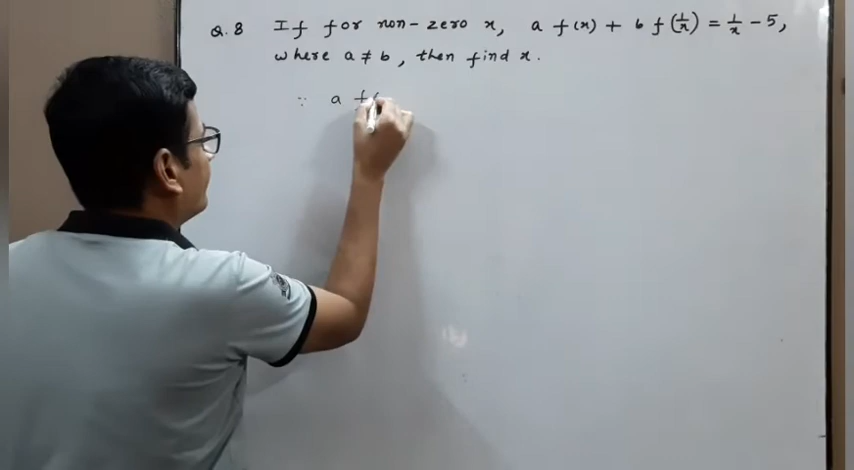 Q.8 If for non-zero x, a f(x) + b f(1/x) = 1/x - 5,
where a ≠ b, then find x.
∵ a f(